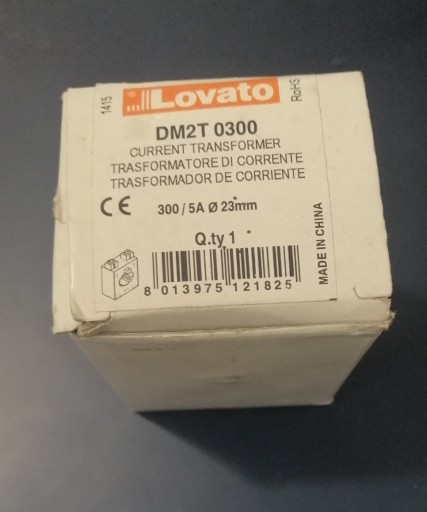 1415
Lovato
RoHS
DM2T 0300
CURRENT TRANSFORMER
TRASFORMATORE DI CORRENTE
TRASFORMADOR DE CORRIENTE
CE
300 / 5A Ø 23mm
Q.ty 1
MADE IN CHINA
8 013975 121825